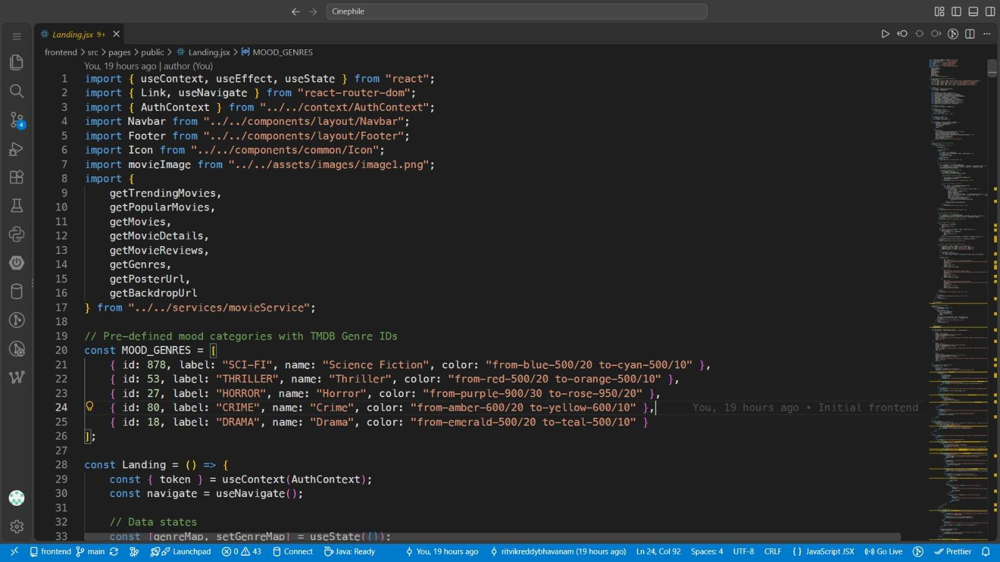 Cinephile
Landing.jsx 9+
frontend > src > pages > public > Landing.jsx > MOOD_GENRES
You, 19 hours ago | author (You)
1 import { useContext, useEffect, useState } from "react";
2 import { Link, useNavigate } from "react-router-dom";
3 import { AuthContext } from "../../context/AuthContext";
4 import Navbar from "../../components/layout/Navbar";
5 import Footer from "../../components/layout/Footer";
6 import Icon from "../../components/common/Icon";
7 import movieImage from "../../assets/images/image1.png";
8 import {
9 getTrendingMovies,
10 getPopularMovies,
11 getMovies,
12 getMovieDetails,
13 getMovieReviews,
14 getGenres,
15 getPosterUrl,
16 getBackdropUrl
17 } from "../../services/movieService";
18
19 // Pre-defined mood categories with TMDB Genre IDs
20 const MOOD_GENRES = [
21 { id: 878, label: "SCI-FI", name: "Science Fiction", color: "from-blue-500/20 to-cyan-500/10" },
22 { id: 53, label: "THRILLER", name: "Thriller", color: "from-red-500/20 to-orange-500/10" },
23 { id: 27, label: "HORROR", name: "Horror", color: "from-purple-900/30 to-rose-950/20" },
24 { id: 80, label: "CRIME", name: "Crime", color: "from-amber-600/20 to-yellow-600/10" }, You, 19 hours ago • Initial frontend
25 { id: 18, label: "DRAMA", name: "Drama", color: "from-emerald-500/20 to-teal-500/10" }
26 ];
27
28 const Landing = () => {
29 const { token } = useContext(AuthContext);
30 const navigate = useNavigate();
31
32 // Data states
33 const [genreMap, setGenreMap] = useState({});
4
frontend main Launchpad 0 43 Connect Java: Ready You, 19 hours ago ritvikreddybhavanam (19 hours ago) Ln 24, Col 92 Spaces: 4 UTF-8 CRLF { } JavaScript JSX Go Live Prettier